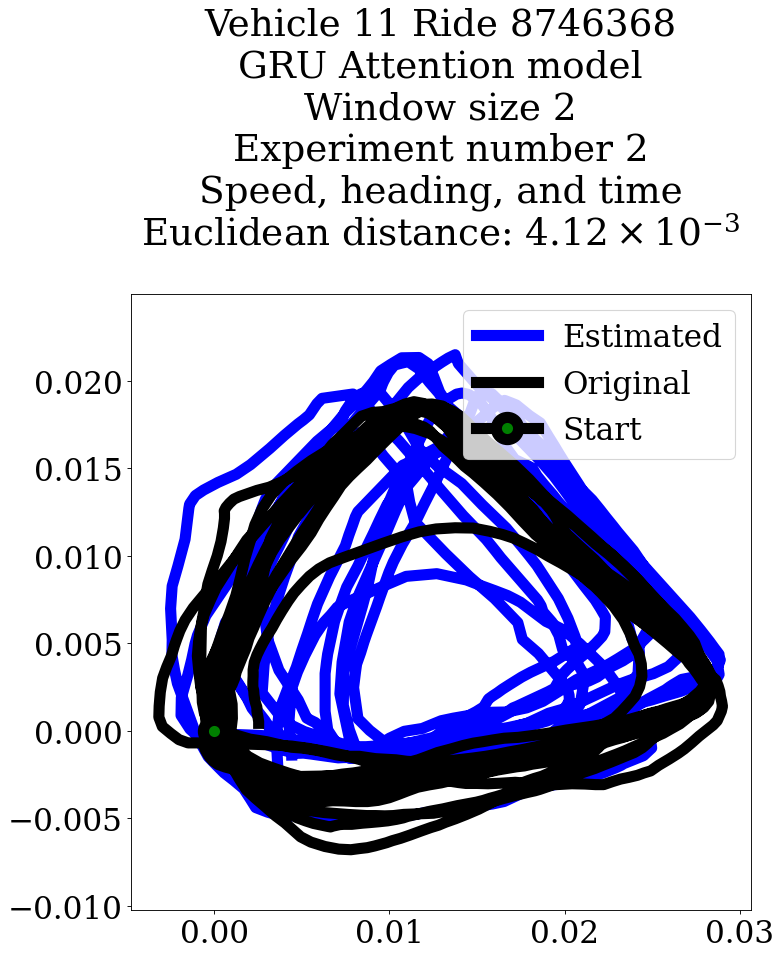 Vehicle 11 Ride 8746368
GRU Attention model
Window size 2
Experiment number 2
Speed, heading, and time
Euclidean distance: 4.12 × 10⁻³
Estimated
Original
Start
0.020
0.015
0.010
0.005
0.000
−0.005
−0.010
0.00 0.01 0.02 0.03